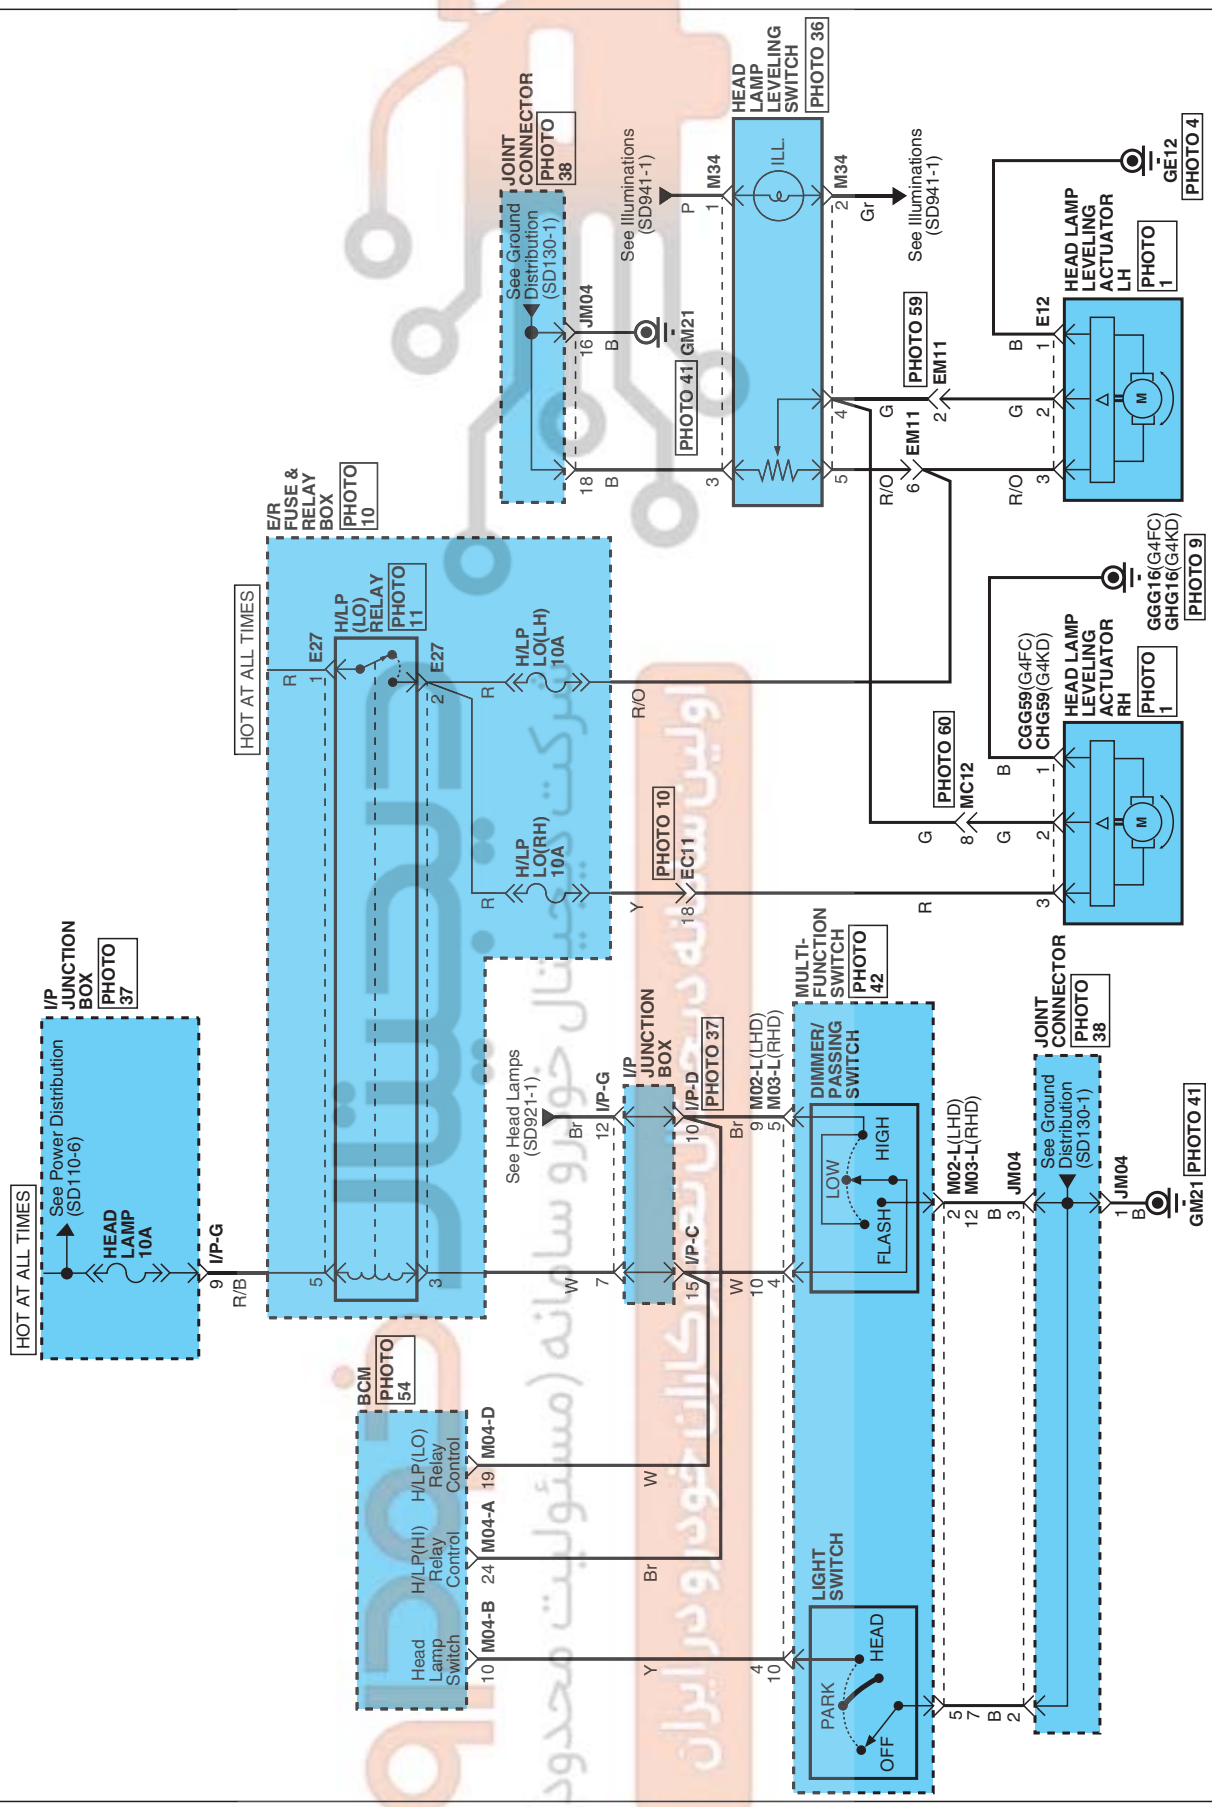 HOT AT ALL TIMES
See Power Distribution
(SD110-6)
HEAD
LAMP
10A
I/P
JUNCTION
BOX
PHOTO
37
9
I/P-G
R/B
HOT AT ALL TIMES
E/R
FUSE &
RELAY
BOX
PHOTO
10
R
1
E27
H/LP
(LO)
RELAY
PHOTO
11
5
3
2
E27
R
H/LP
LO(RH)
10A
R
H/LP
LO(LH)
10A
BCM
PHOTO
54
Head
Lamp
Switch
H/LP(HI)
Relay
Control
H/LP(LO)
Relay
Control
10
M04-B
24
M04-A
19
M04-D
Y
Br
W
See Head Lamps
(SD921-1)
W
Br
7
12
I/P-G
I/P
JUNCTION
BOX
PHOTO 37
15
I/P-C
10
I/P-D
W
Br
4
10
10
4
9
5
M02-L(LHD)
M03-L(RHD)
MULTI-
FUNCTION
SWITCH
PHOTO
42
LIGHT
SWITCH
OFF
PARK
HEAD
DIMMER/
PASSING
SWITCH
FLASH
LOW
HIGH
5
7
B
2
2
12
B
3
M02-L(LHD)
M03-L(RHD)
JM04
JOINT
CONNECTOR
PHOTO
38
See Ground
Distribution
(SD130-1)
1
JM04
B
GM21
PHOTO 41
Y
18
EC11
PHOTO 10
R
R/O
JOINT
CONNECTOR
PHOTO
38
See Ground
Distribution
(SD130-1)
18
B
16
JM04
B
GM21
PHOTO 41
See Illuminations
(SD941-1)
P
3
1
M34
HEAD
LAMP
LEVELING
SWITCH
PHOTO 36
ILL.
5
4
2
M34
Gr
See Illuminations
(SD941-1)
R/O
6
EM11
G
2
EM11
PHOTO 59
G
8
MC12
PHOTO 60
G
R/O
G
B
3
2
1
E12
HEAD LAMP
LEVELING
ACTUATOR
LH
PHOTO
1
M
GE12
PHOTO 4
3
2
1
B
CGG59(G4FC)
CHG59(G4KD)
HEAD LAMP
LEVELING
ACTUATOR
RH
PHOTO
1
M
GGG16(G4FC)
GHG16(G4KD)
PHOTO 9
دیجیتال خودرو
شرکت دیجیتال خودرو سامانه (مسئولیت محدود